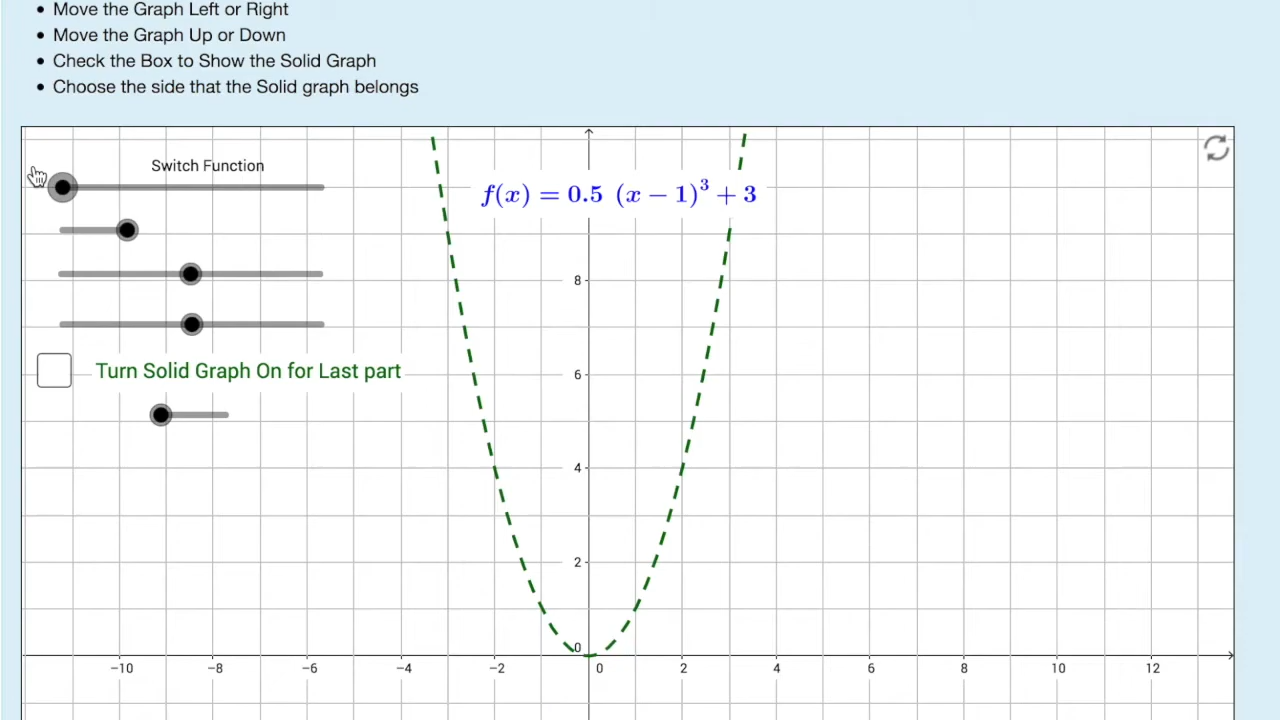 • Move the Graph Left or Right
• Move the Graph Up or Down
• Check the Box to Show the Solid Graph
• Choose the side that the Solid graph belongs
Switch Function
f(x) = 0.5 (x − 1)³ + 3
8
Turn Solid Graph On for Last part
6
4
2
0
−10 −8 −6 −4 −2 0 2 4 6 8 10 12